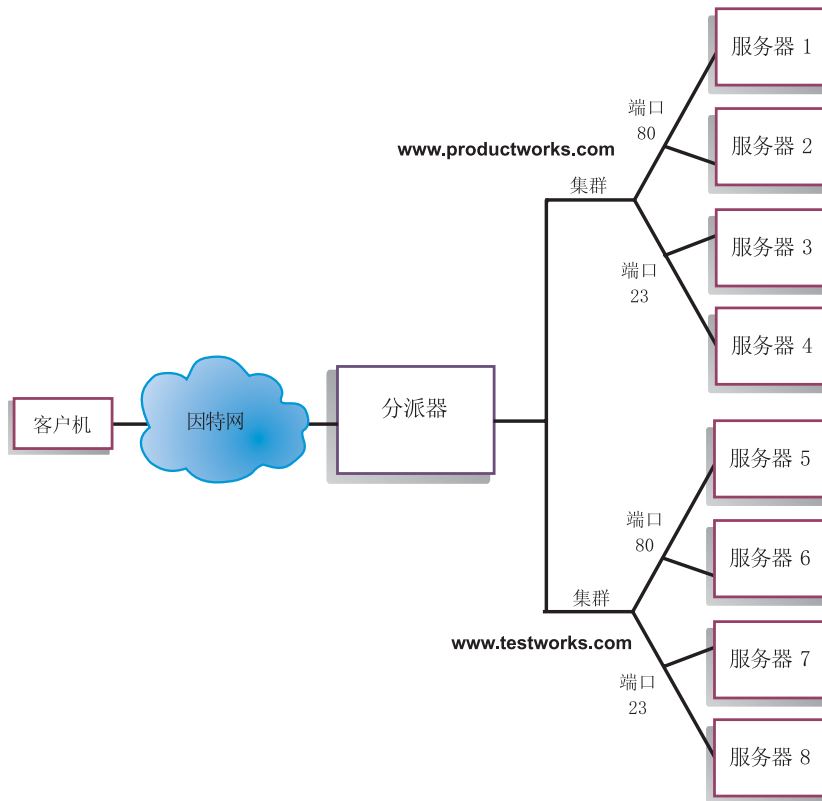 服务器 1
端口
80
服务器 2
www.productworks.com
集群
服务器 3
端口
23
服务器 4
客户机
因特网
分派器
服务器 5
端口
80
服务器 6
集群
www.testworks.com
服务器 7
端口
23
服务器 8